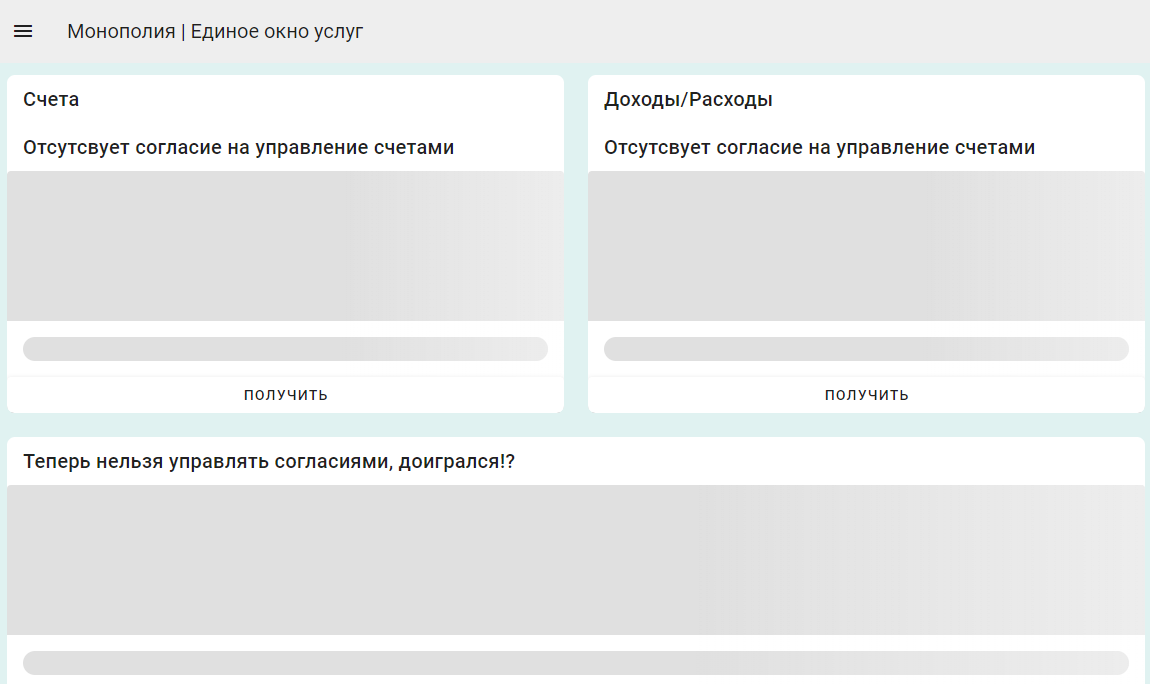 Монополия | Единое окно услуг
Счета
Отсутсвует согласие на управление счетами
ПОЛУЧИТЬ
Доходы/Расходы
Отсутсвует согласие на управление счетами
ПОЛУЧИТЬ
Теперь нельзя управлять согласиями, доигрался!?